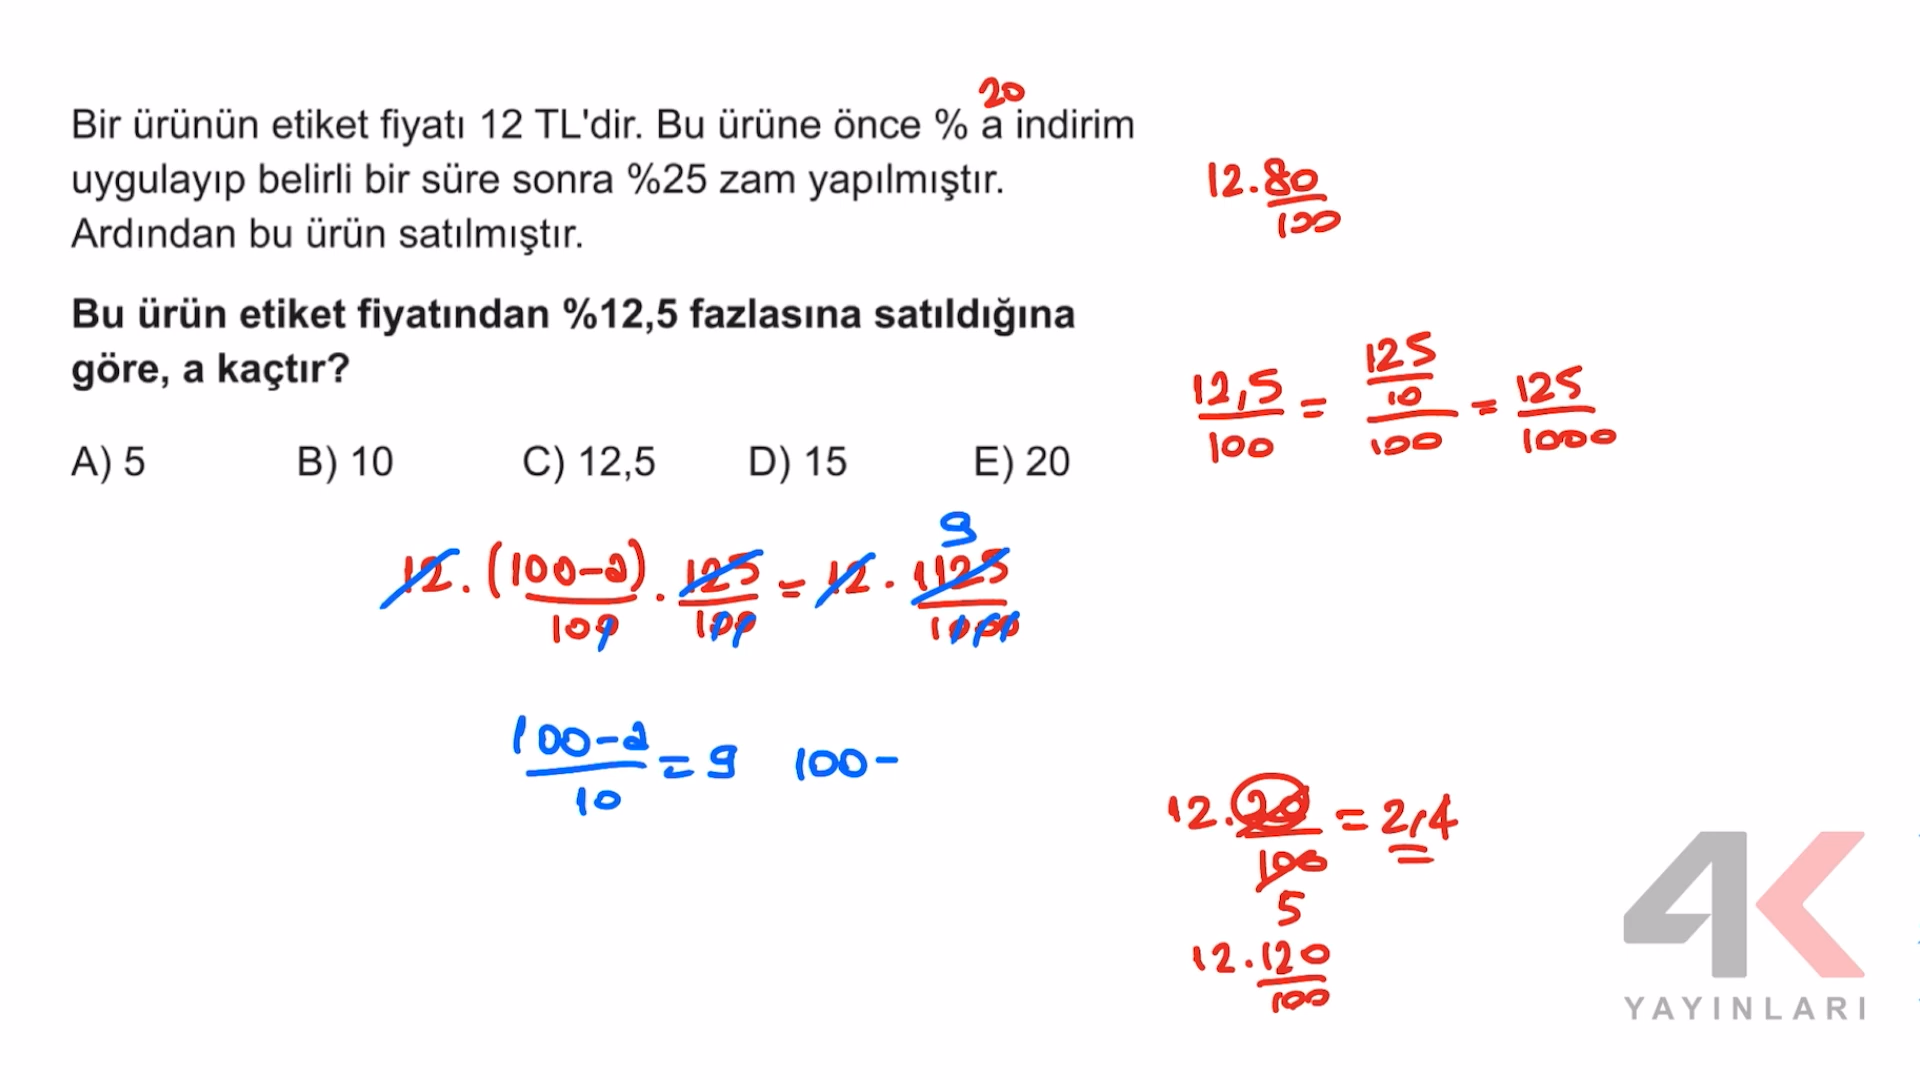 20
Bir ürünün etiket fiyatı 12 TL'dir. Bu ürüne önce % a indirim
uygulayıp belirli bir süre sonra %25 zam yapılmıştır.
Ardından bu ürün satılmıştır.
Bu ürün etiket fiyatından %12,5 fazlasına satıldığına
göre, a kaçtır?
A) 5 B) 10 C) 12,5 D) 15 E) 20
12.80/100
12,5/100 = 125/10/100 = 125/1000
9
12.(100-a)/100 . 125/100 = 12 . 1125/1000
100-a/10 = 9 100-
12.20/100 = 2,4
5
12.120/100
4K
YAYINLARI